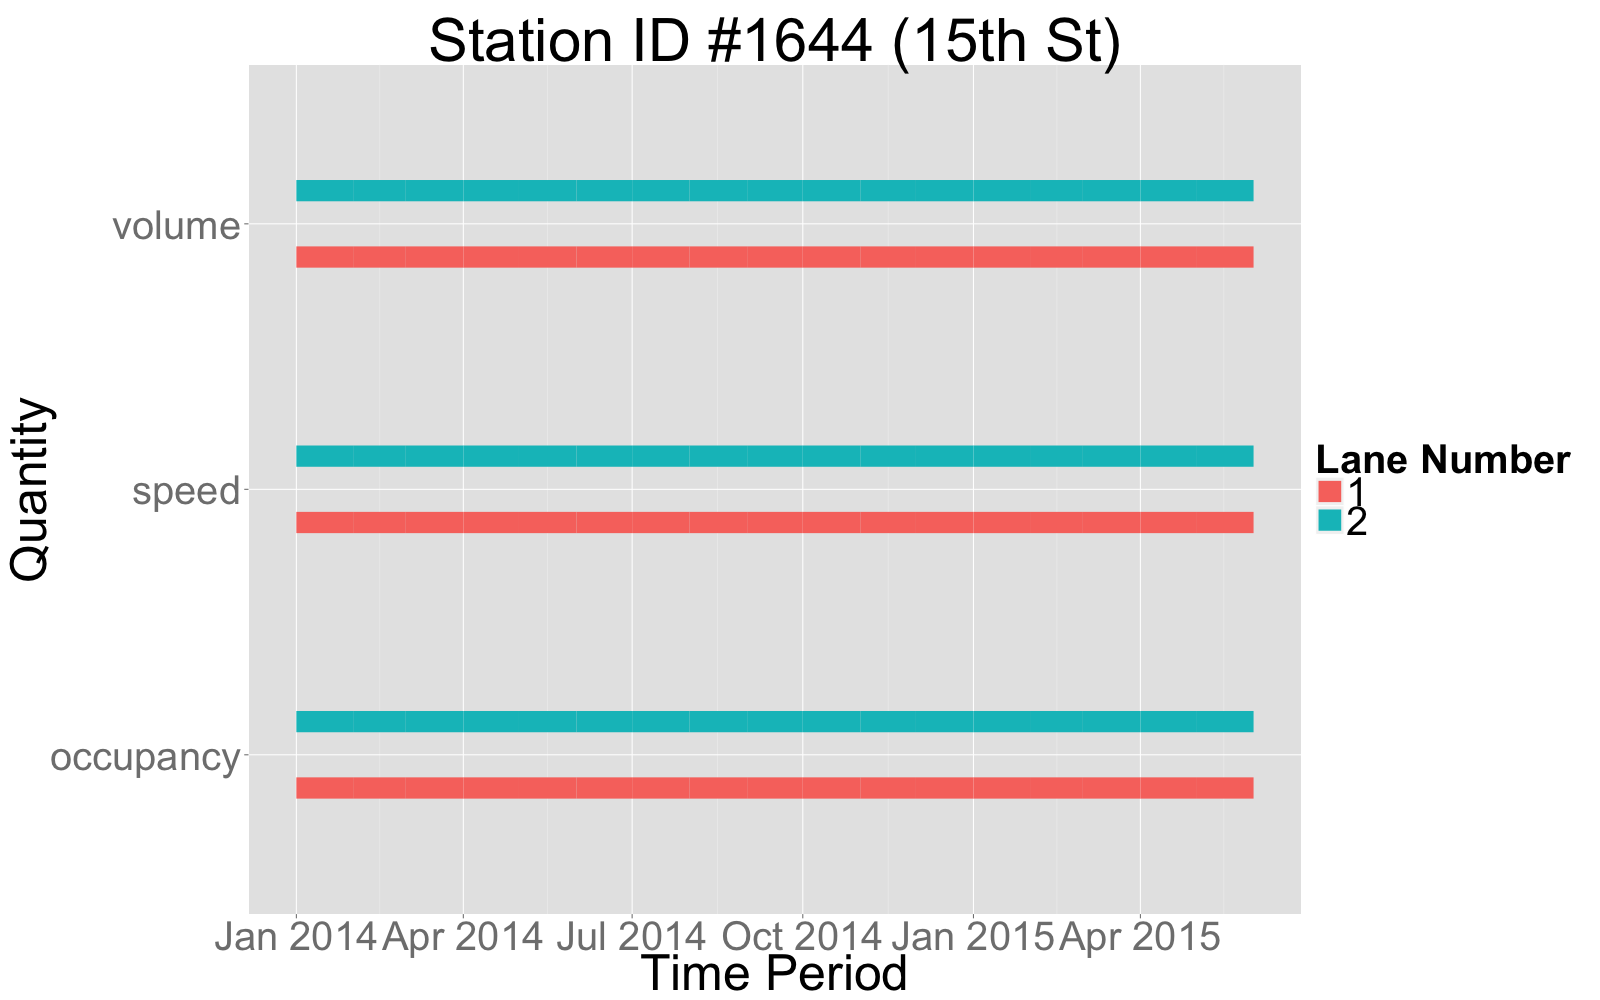 Station ID #1644 (15th St)
Quantity
volume
speed
occupancy
Jan 2014 Apr 2014 Jul 2014 Oct 2014 Jan 2015 Apr 2015
Time Period
Lane Number
1
2